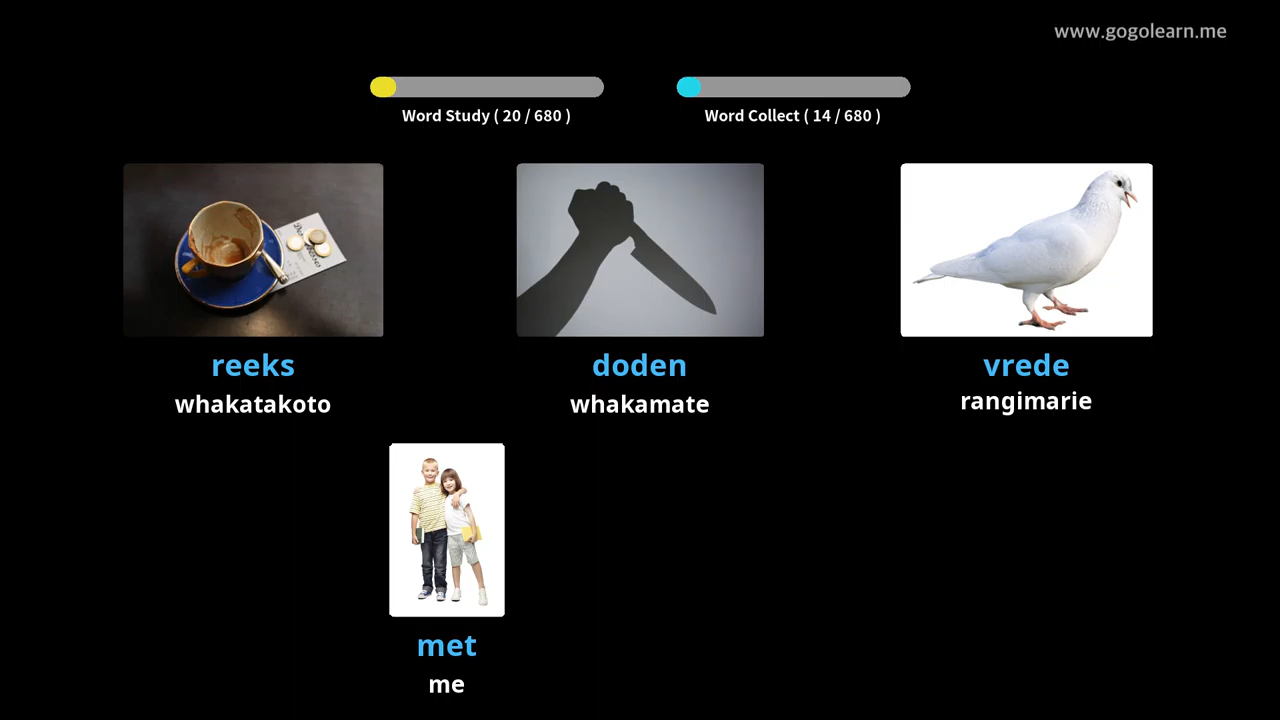 www.gogolearn.me
Word Study ( 20 / 680 )
Word Collect ( 14 / 680 )
reeks
whakatakoto
doden
whakamate
vrede
rangimarie
met
me